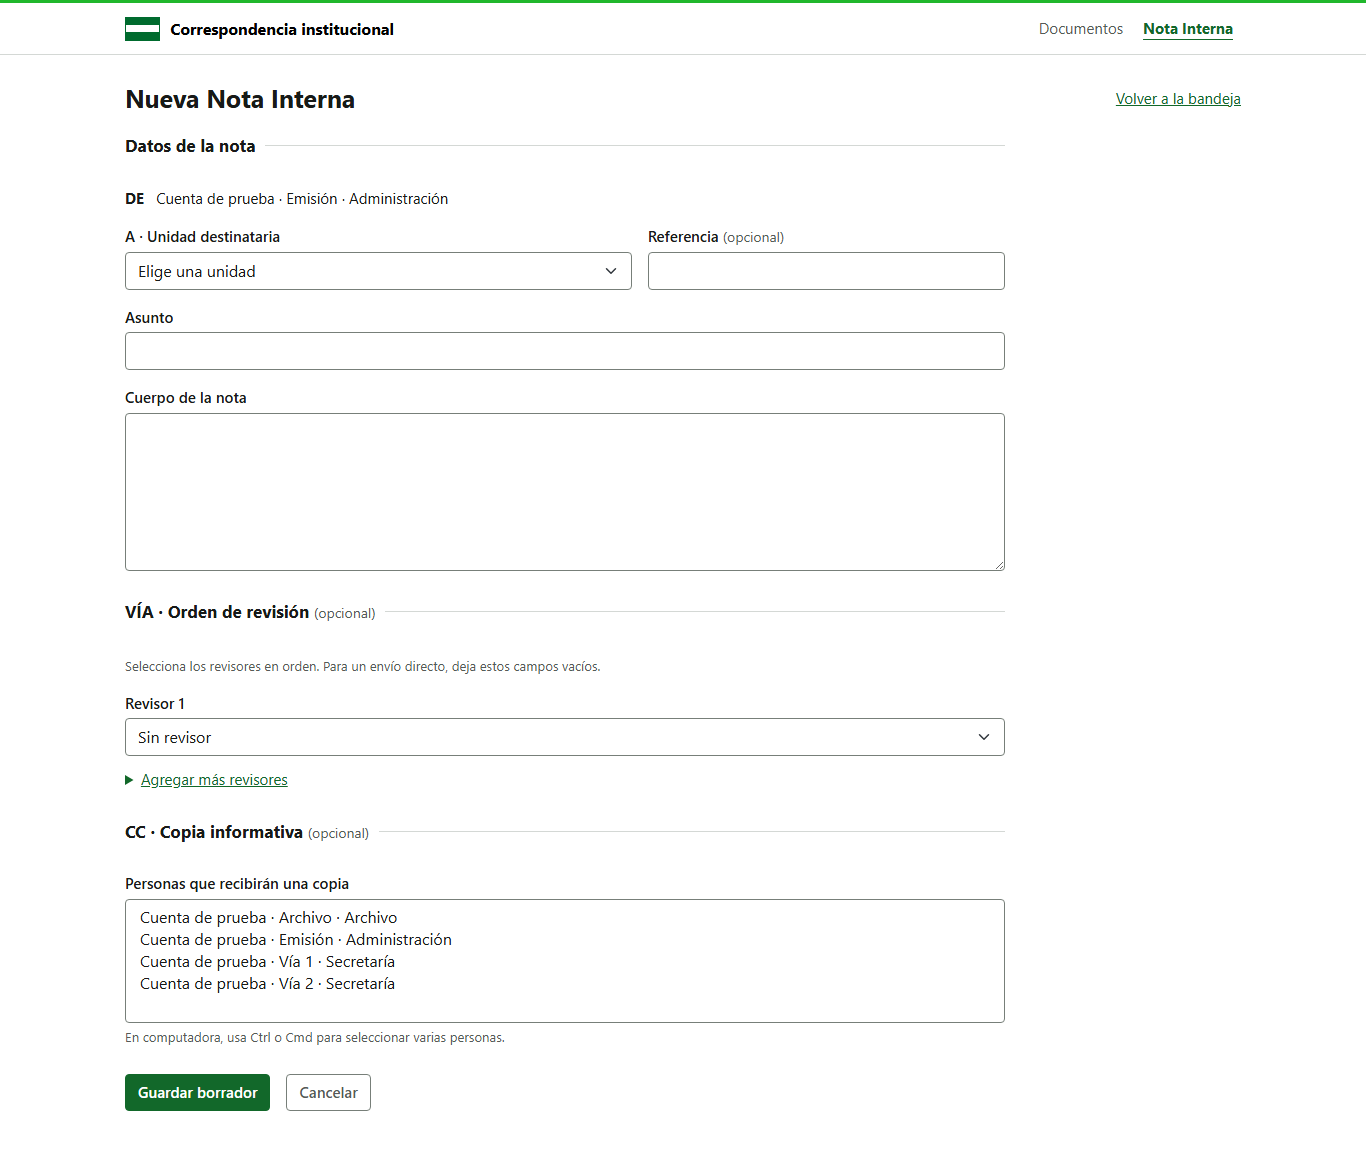 Correspondencia institucional
Documentos
Nota Interna
Nueva Nota Interna
Volver a la bandeja
Datos de la nota
DE Cuenta de prueba · Emisión · Administración
A · Unidad destinataria
Referencia (opcional)
Elige una unidad
Asunto
Cuerpo de la nota
VÍA · Orden de revisión (opcional)
Selecciona los revisores en orden. Para un envío directo, deja estos campos vacíos.
Revisor 1
Sin revisor
Agregar más revisores
CC · Copia informativa (opcional)
Personas que recibirán una copia
Cuenta de prueba · Archivo · Archivo
Cuenta de prueba · Emisión · Administración
Cuenta de prueba · Vía 1 · Secretaría
Cuenta de prueba · Vía 2 · Secretaría
En computadora, usa Ctrl o Cmd para seleccionar varias personas.
Guardar borrador
Cancelar